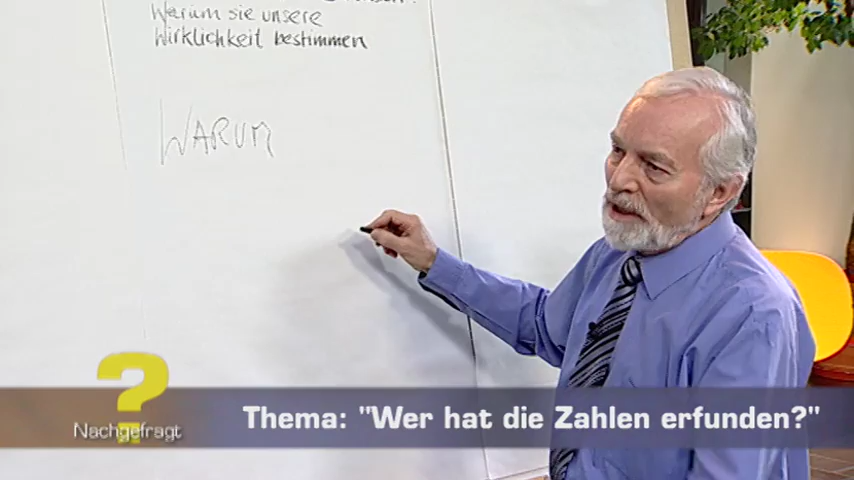 Warum sie unsere
Wirklichkeit bestimmen
WARUM
?
Nachgefragt
Thema: "Wer hat die Zahlen erfunden?"